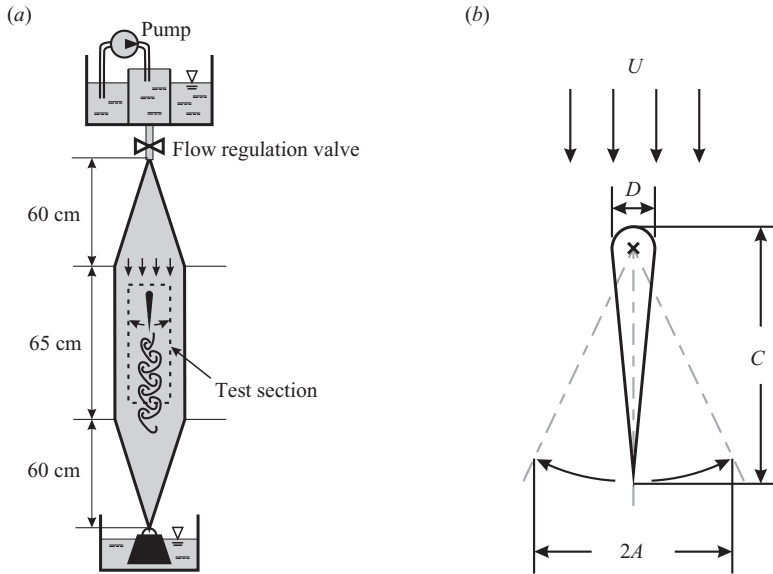 (a)
Pump
Flow regulation valve
60 cm
65 cm
Test section
60 cm
(b)
U
D
C
2A